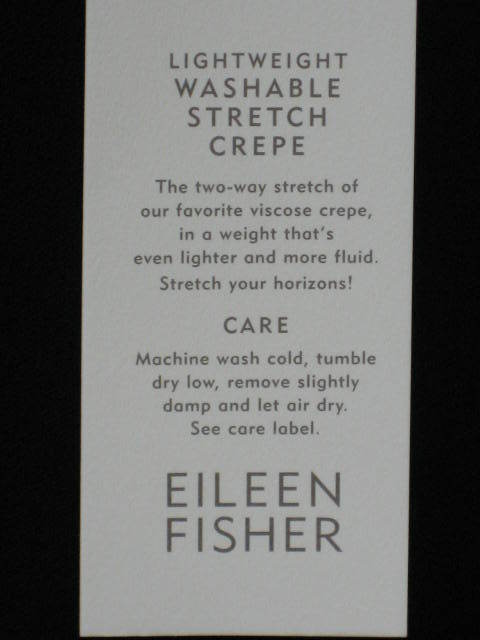 LIGHTWEIGHT
WASHABLE
STRETCH
CREPE
The two-way stretch of
our favorite viscose crepe,
in a weight that's
even lighter and more fluid.
Stretch your horizons!
CARE
Machine wash cold, tumble
dry low, remove slightly
damp and let air dry.
See care label.
EILEEN
FISHER